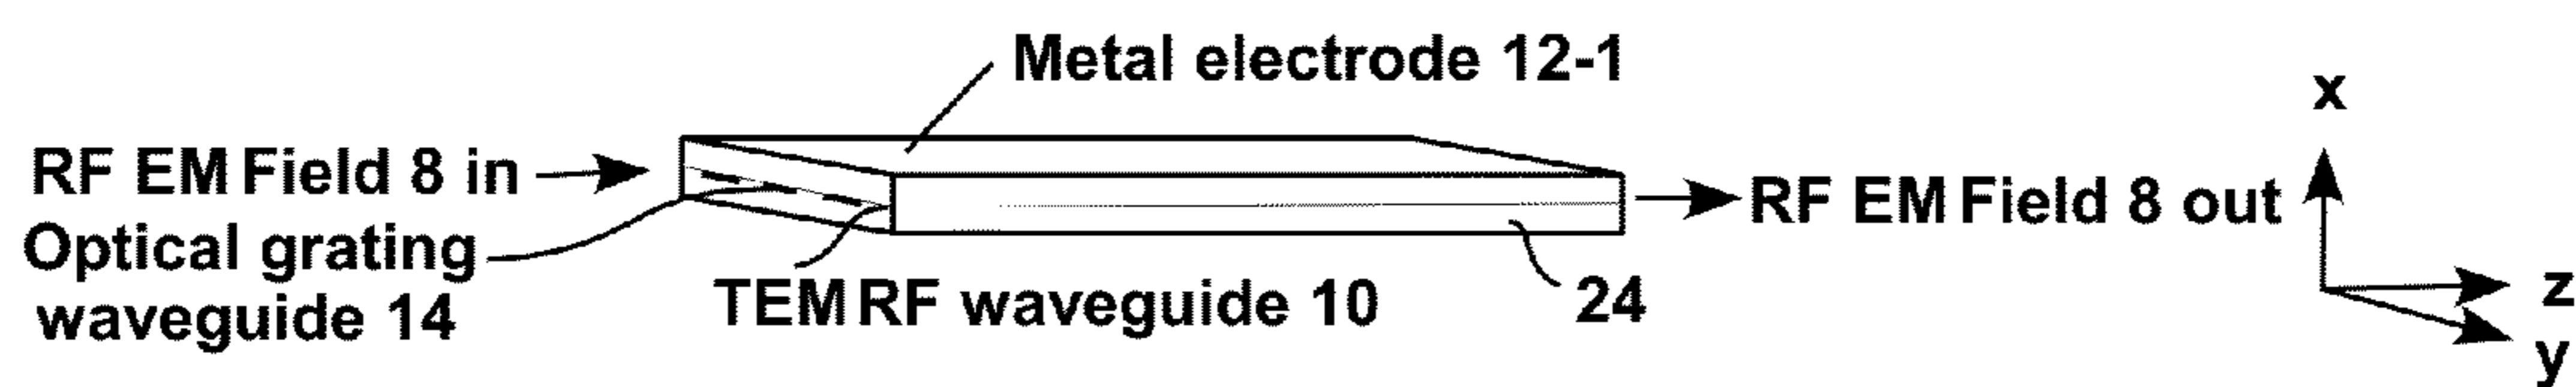 Metal electrode 12-1
x
RF EM Field 8 in
RF EM Field 8 out
Optical grating
waveguide 14
TEM RF waveguide 10
24
z
y